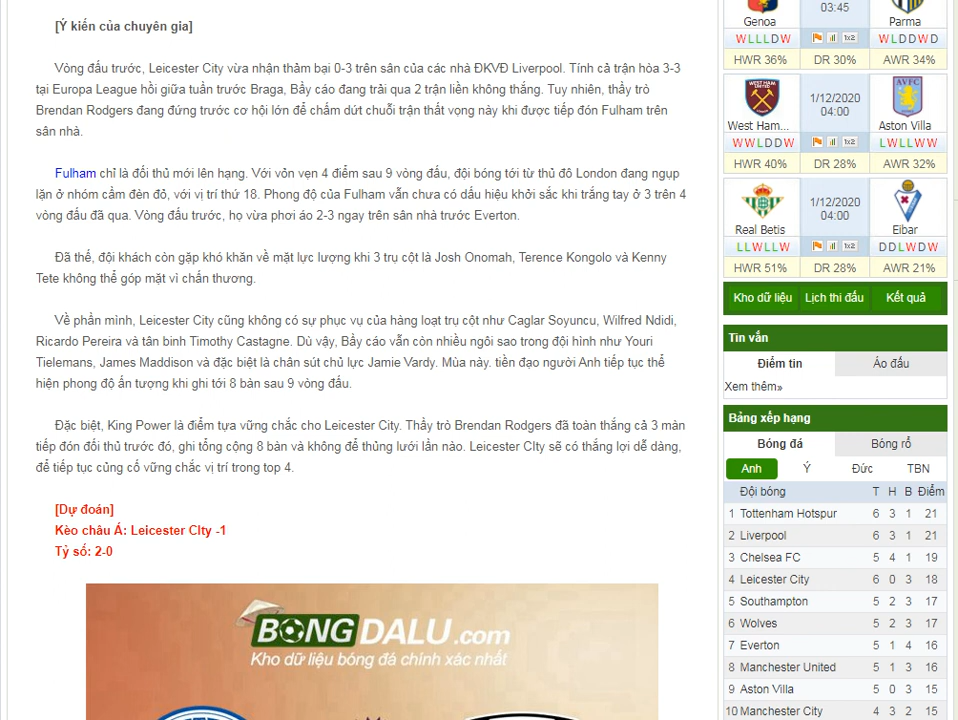 [Ý kiến của chuyên gia]
Vòng đấu trước, Leicester City vừa nhận thảm bại 0-3 trên sân của các nhà ĐKVĐ Liverpool. Tính cả trận hòa 3-3
tại Europa League hồi giữa tuần trước Braga, Bầy cáo đang trải qua 2 trận liền không thắng. Tuy nhiên, thầy trò
Brendan Rodgers đang đứng trước cơ hội lớn để chấm dứt chuỗi trận thất vọng này khi được tiếp đón Fulham trên
sân nhà.
Fulham chỉ là đối thủ mới lên hạng. Với vỏn vẹn 4 điểm sau 9 vòng đấu, đội bóng tới từ thủ đô London đang ngụp
lặn ở nhóm cầm đèn đỏ, với vị trí thứ 18. Phong độ của Fulham vẫn chưa có dấu hiệu khởi sắc khi trắng tay ở 3 trên 4
vòng đấu đã qua. Vòng đấu trước, họ vừa phơi áo 2-3 ngay trên sân nhà trước Everton.
Đã thế, đội khách còn gặp khó khăn về mặt lực lượng khi 3 trụ cột là Josh Onomah, Terence Kongolo và Kenny
Tete không thể góp mặt vì chấn thương.
Về phần mình, Leicester City cũng không có sự phục vụ của hàng loạt trụ cột như Caglar Soyuncu, Wilfred Ndidi,
Ricardo Pereira và tân binh Timothy Castagne. Dù vậy, Bầy cáo vẫn còn nhiều ngôi sao trong đội hình như Youri
Tielemans, James Maddison và đặc biệt là chân sút chủ lực Jamie Vardy. Mùa này. tiền đạo người Anh tiếp tục thể
hiện phong độ ấn tượng khi ghi tới 8 bàn sau 9 vòng đấu.
Đặc biệt, King Power là điểm tựa vững chắc cho Leicester City. Thầy trò Brendan Rodgers đã toàn thắng cả 3 màn
tiếp đón đối thủ trước đó, ghi tổng cộng 8 bàn và không để thủng lưới lần nào. Leicester CIty sẽ có thắng lợi dễ dàng,
để tiếp tục củng cố vững chắc vị trí trong top 4.
[Dự đoán]
Kèo châu Á: Leicester CIty -1
Tỷ số: 2-0
BONGDALU.com
Kho dữ liệu bóng đá chính xác nhất
03:45
Genoa Parma
WLLLDW 1x2 WLDDWD
HWR 36% DR 30% AWR 34%
WEST HAM UNITED 1/12/2020 AVFC
04:00
West Ham... Aston Villa
WWLDDW 1x2 LWLLWW
HWR 40% DR 28% AWR 32%
1/12/2020
04:00
Real Betis Eibar
LLWLLW 1x2 DDLWDW
HWR 51% DR 28% AWR 21%
Kho dữ liệu Lịch thi đấu Kết quả
Tin vắn
Điểm tin Áo đấu
Xem thêm»
Bảng xếp hạng
Bóng đá Bóng rổ
Anh Ý Đức TBN
Đội bóng T H B Điểm
1 Tottenham Hotspur 6 3 1 21
2 Liverpool 6 3 1 21
3 Chelsea FC 5 4 1 19
4 Leicester City 6 0 3 18
5 Southampton 5 2 3 17
6 Wolves 5 2 3 17
7 Everton 5 1 4 16
8 Manchester United 5 1 3 16
9 Aston Villa 5 0 3 15
10 Manchester City 4 3 2 15